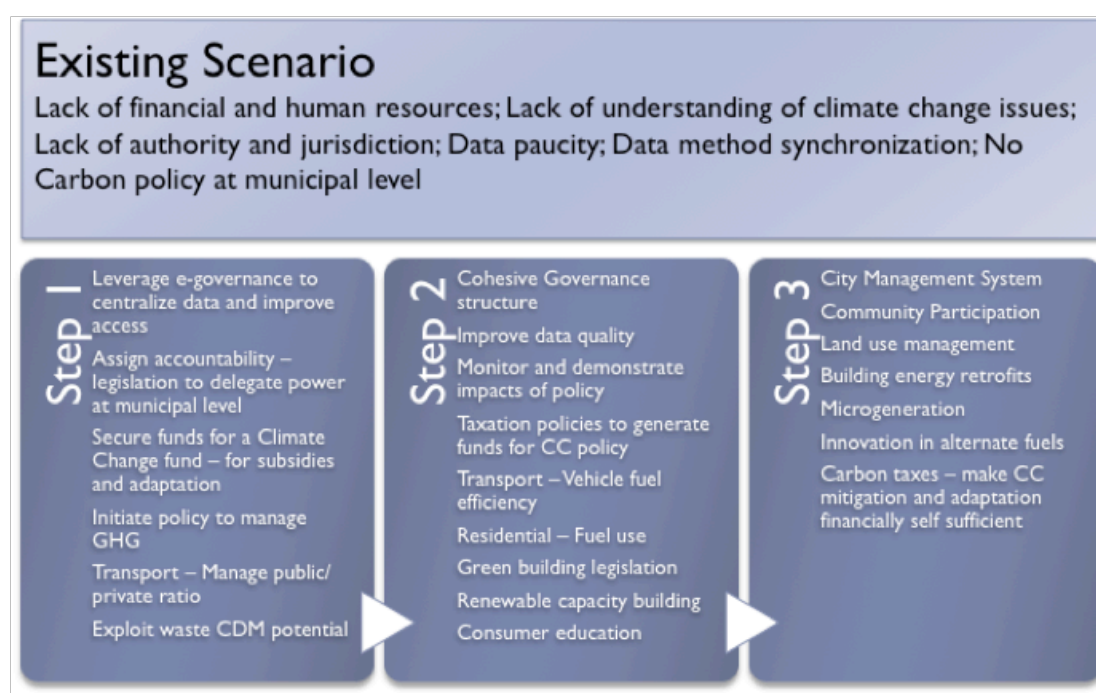 Existing Scenario
Lack of financial and human resources; Lack of understanding of climate change issues;
Lack of authority and jurisdiction; Data paucity; Data method synchronization; No
Carbon policy at municipal level
Step 1
Leverage e-governance to
centralize data and improve
access
Assign accountability –
legislation to delegate power
at municipal level
Secure funds for a Climate
Change fund – for subsidies
and adaptation
Initiate policy to manage
GHG
Transport – Manage public/
private ratio
Exploit waste CDM potential
Step 2
Cohesive Governance
structure
Improve data quality
Monitor and demonstrate
impacts of policy
Taxation policies to generate
funds for CC policy
Transport – Vehicle fuel
efficiency
Residential – Fuel use
Green building legislation
Renewable capacity building
Consumer education
Step 3
City Management System
Community Participation
Land use management
Building energy retrofits
Microgeneration
Innovation in alternate fuels
Carbon taxes – make CC
mitigation and adaptation
financially self sufficient